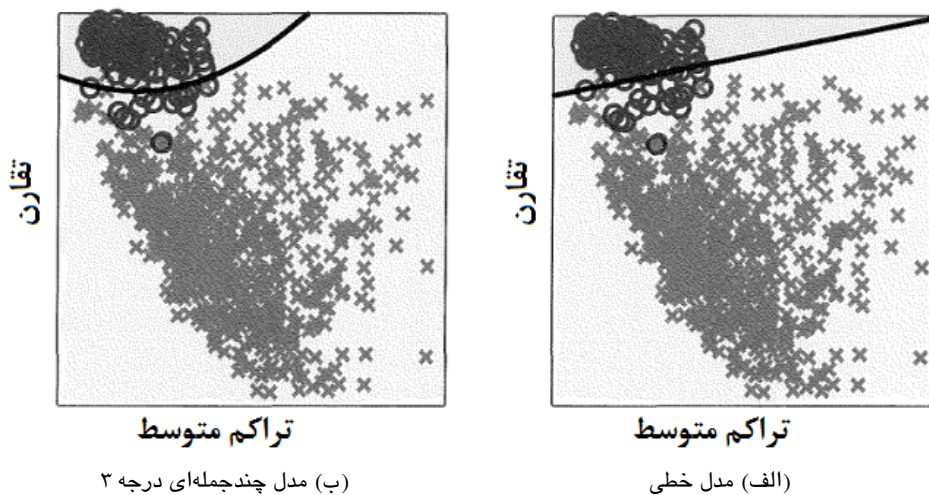 تقارن
تراکم متوسط
(الف) مدل خطی
تقارن
تراکم متوسط
(ب) مدل چندجمله‌ای درجه ۳